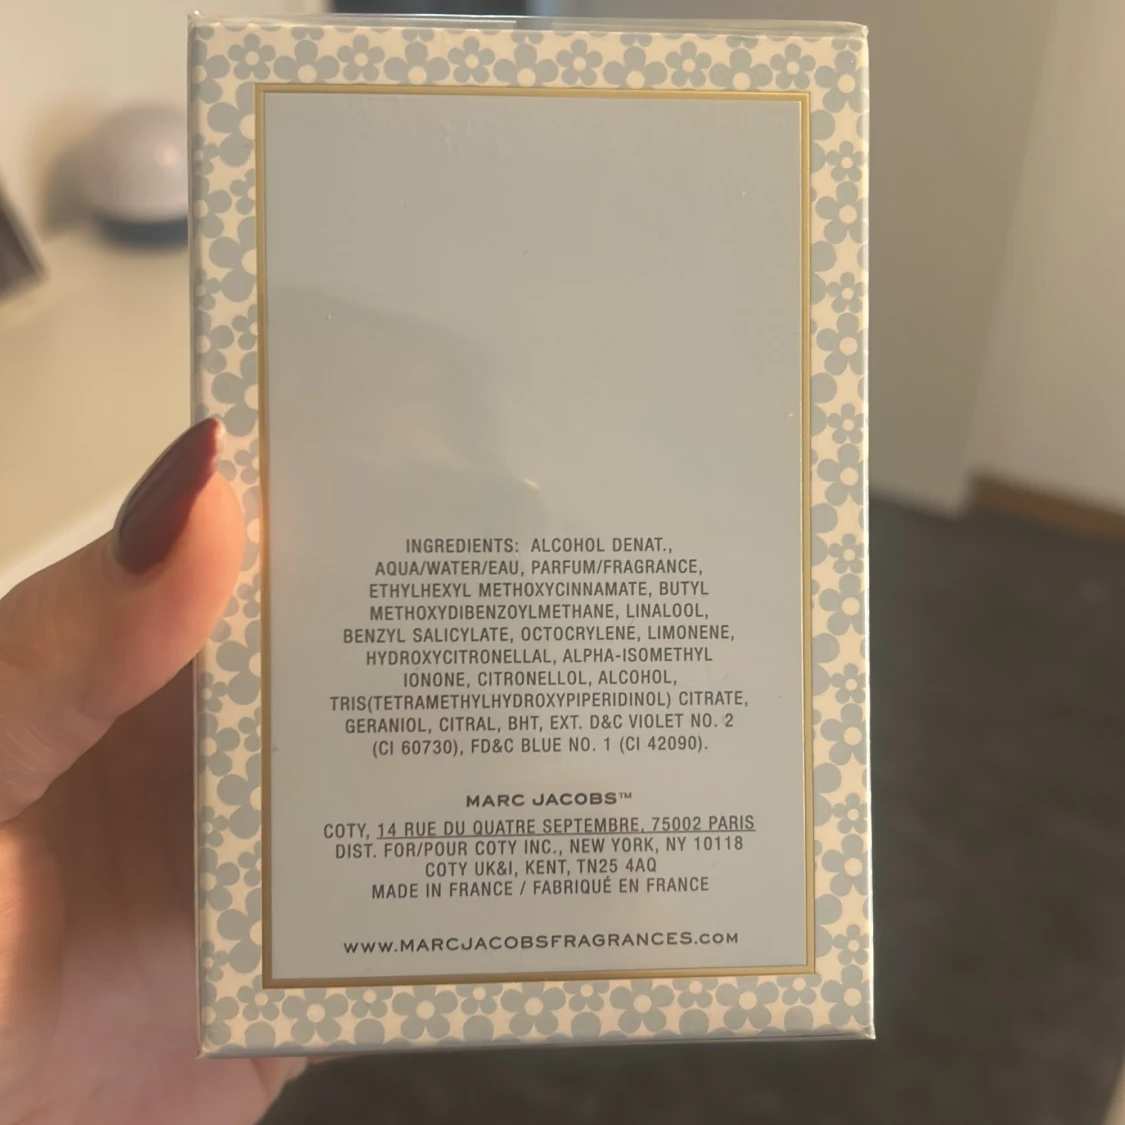 INGREDIENTS: ALCOHOL DENAT.,
AQUA/WATER/EAU, PARFUM/FRAGRANCE,
ETHYLHEXYL METHOXYCINNAMATE, BUTYL
METHOXYDIBENZOYLMETHANE, LINALOOL,
BENZYL SALICYLATE, OCTOCRYLENE, LIMONENE,
HYDROXYCITRONELLAL, ALPHA-ISOMETHYL
IONONE, CITRONELLOL, ALCOHOL,
TRIS(TETRAMETHYLHYDROXYPIPERIDINOL) CITRATE,
GERANIOL, CITRAL, BHT, EXT. D&C VIOLET NO. 2
(CI 60730), FD&C BLUE NO. 1 (CI 42090).
MARC JACOBS™
COTY, 14 RUE DU QUATRE SEPTEMBRE, 75002 PARIS
DIST. FOR/POUR COTY INC., NEW YORK, NY 10118
COTY UK&I, KENT, TN25 4AQ
MADE IN FRANCE / FABRIQUÉ EN FRANCE
WWW.MARCJACOBSFRAGRANCES.COM